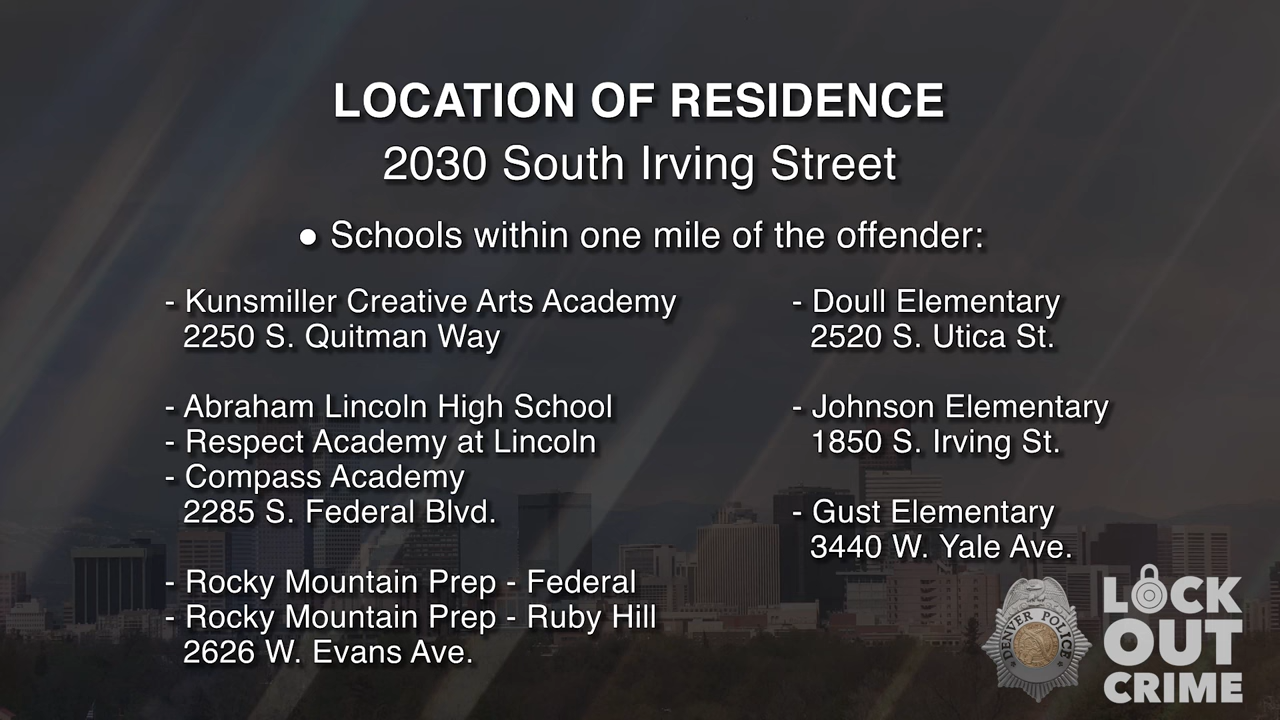 LOCATION OF RESIDENCE
2030 South Irving Street
● Schools within one mile of the offender:
- Kunsmiller Creative Arts Academy
2250 S. Quitman Way
- Abraham Lincoln High School
- Respect Academy at Lincoln
- Compass Academy
2285 S. Federal Blvd.
- Rocky Mountain Prep - Federal
- Rocky Mountain Prep - Ruby Hill
2626 W. Evans Ave.
- Doull Elementary
2520 S. Utica St.
- Johnson Elementary
1850 S. Irving St.
- Gust Elementary
3440 W. Yale Ave.
DENVER POLICE
LOCK
OUT
CRIME